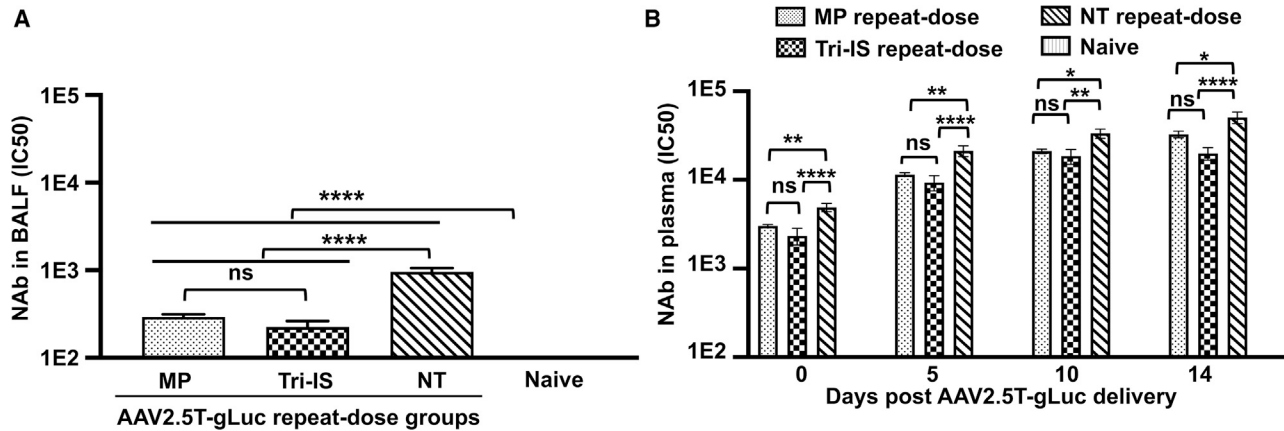 A
NAb in BALF (IC50)
1E5
1E4
1E3
1E2
****
****
ns
MP Tri-IS NT Naive
AAV2.5T-gLuc repeat-dose groups
B
MP repeat-dose NT repeat-dose
Tri-IS repeat-dose Naive
NAb in plasma (IC50)
1E5
1E4
1E3
1E2
**
ns ****
**
ns ****
*
ns **
*
ns ****
0 5 10 14
Days post AAV2.5T-gLuc delivery